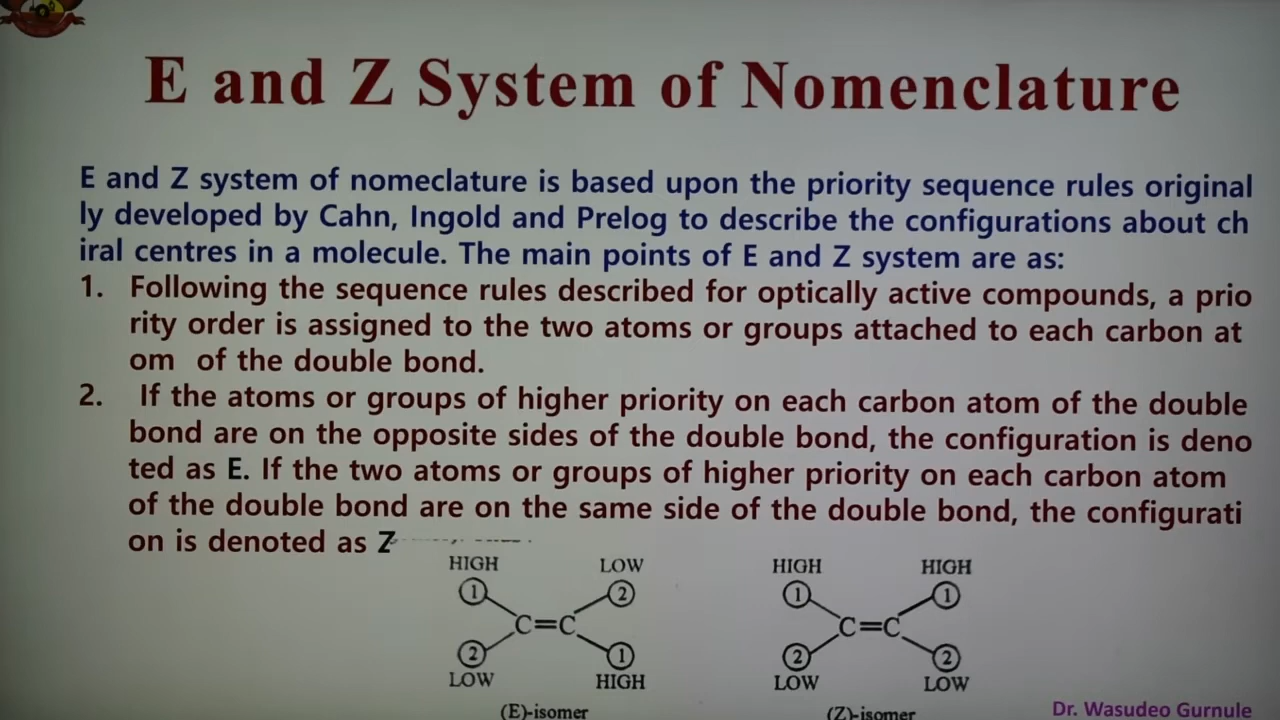 E and Z System of Nomenclature
E and Z system of nomeclature is based upon the priority sequence rules original
ly developed by Cahn, Ingold and Prelog to describe the configurations about ch
iral centres in a molecule. The main points of E and Z system are as:
1. Following the sequence rules described for optically active compounds, a prio
rity order is assigned to the two atoms or groups attached to each carbon at
om of the double bond.
2. If the atoms or groups of higher priority on each carbon atom of the double
bond are on the opposite sides of the double bond, the configuration is deno
ted as E. If the two atoms or groups of higher priority on each carbon atom
of the double bond are on the same side of the double bond, the configurati
on is denoted as Z
HIGH LOW HIGH HIGH
1 2 1 1
C=C C=C
2 1 2 2
LOW HIGH LOW LOW
(E)-isomer (Z)-isomer
Dr. Wasudeo Gurnule